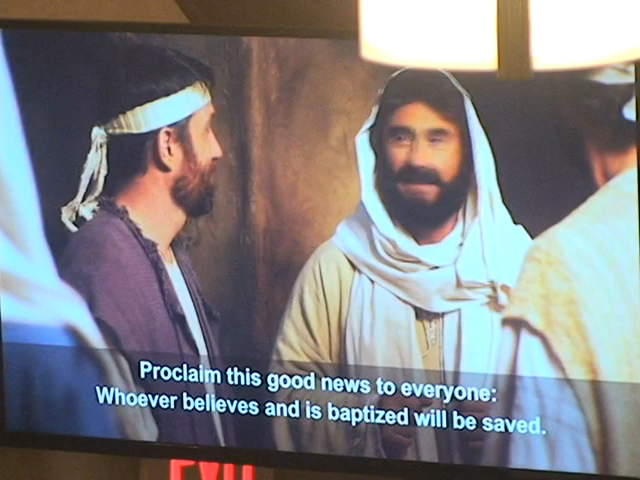 Proclaim this good news to everyone:
Whoever believes and is baptized will be saved.
EXIT